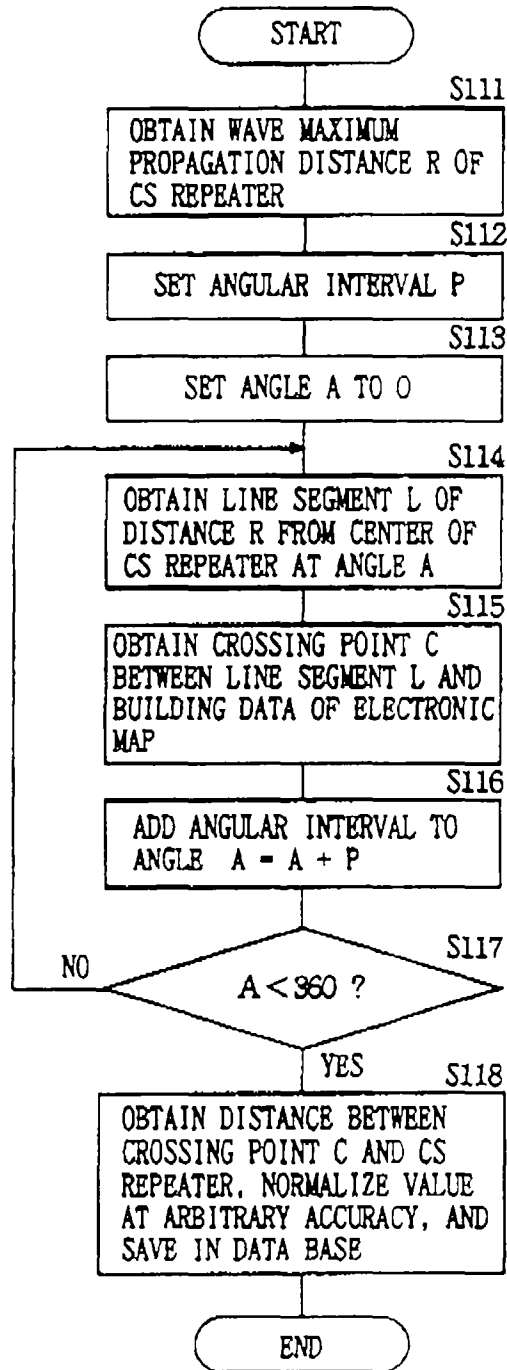 START
S111
OBTAIN WAVE MAXIMUM
PROPAGATION DISTANCE R OF
CS REPEATER
S112
SET ANGULAR INTERVAL P
S113
SET ANGLE A TO 0
S114
OBTAIN LINE SEGMENT L OF
DISTANCE R FROM CENTER OF
CS REPEATER AT ANGLE A
S115
OBTAIN CROSSING POINT C
BETWEEN LINE SEGMENT L AND
BUILDING DATA OF ELECTRONIC
MAP
S116
ADD ANGULAR INTERVAL TO
ANGLE A = A + P
S117
NO
A < 360 ?
YES
S118
OBTAIN DISTANCE BETWEEN
CROSSING POINT C AND CS
REPEATER, NORMALIZE VALUE
AT ARBITRARY ACCURACY, AND
SAVE IN DATA BASE
END